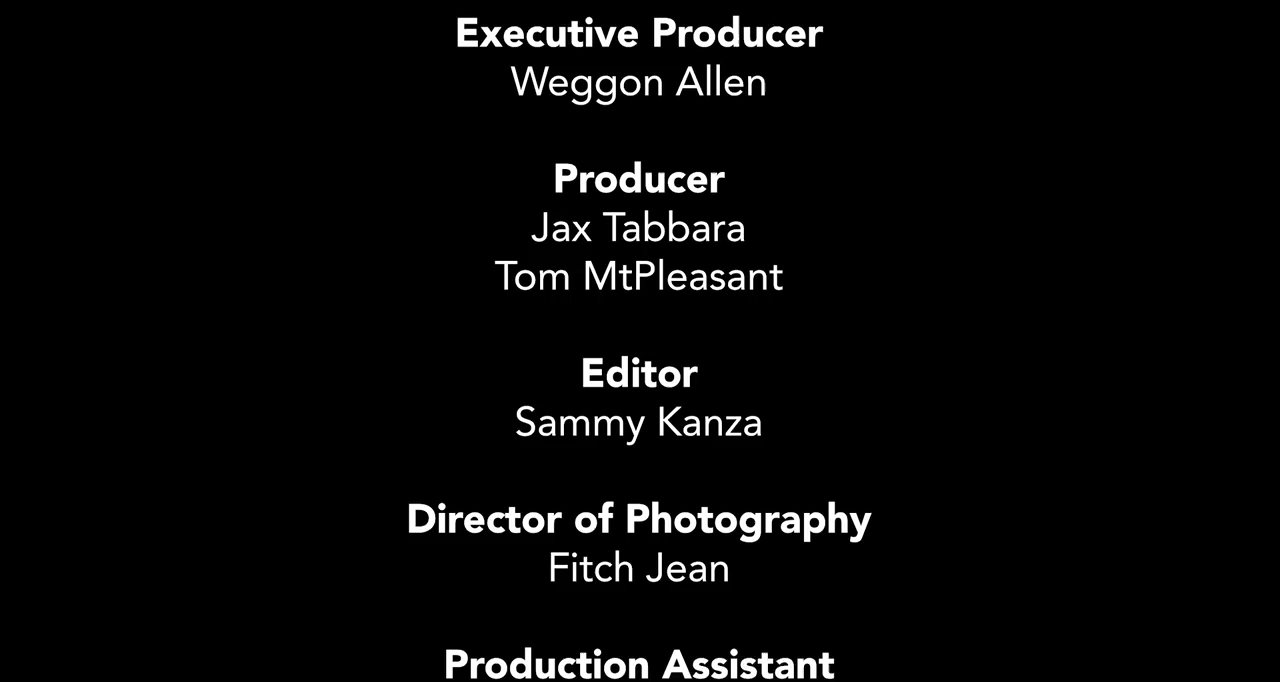 Executive Producer
Weggon Allen
Producer
Jax Tabbara
Tom MtPleasant
Editor
Sammy Kanza
Director of Photography
Fitch Jean
Production Assistant